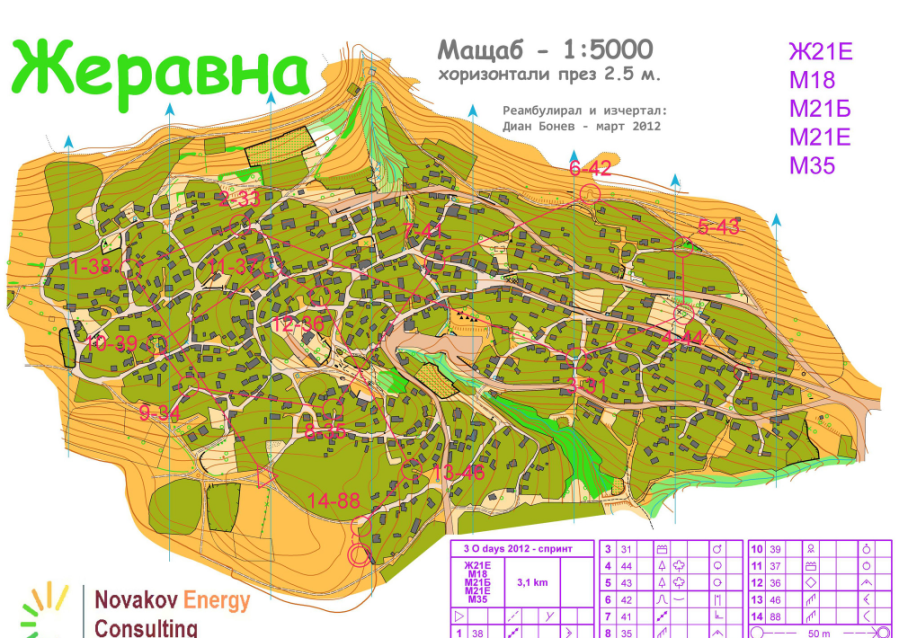 Жеравна
Мащаб - 1:5000
хоризонтали през 2.5 м.
Реамбулирал и изчертал:
Диан Бонев - март 2012
Ж21Е
М18
М21Б
М21Е
М35
6-42
5-43
2-33
7-41
1-38
11-37
12-36
10-39
4-44
3-31
9-34
8-35
13-46
14-88
3 О days 2012 - спринт
Ж21Е
М18
М21Б
М21Е
М35
3,1 km
1 38
3 31
4 44
5 43
6 42
7 41
8 35
10 39
11 37
12 36
13 46
14 88
50 m
Novakov Energy
Consulting